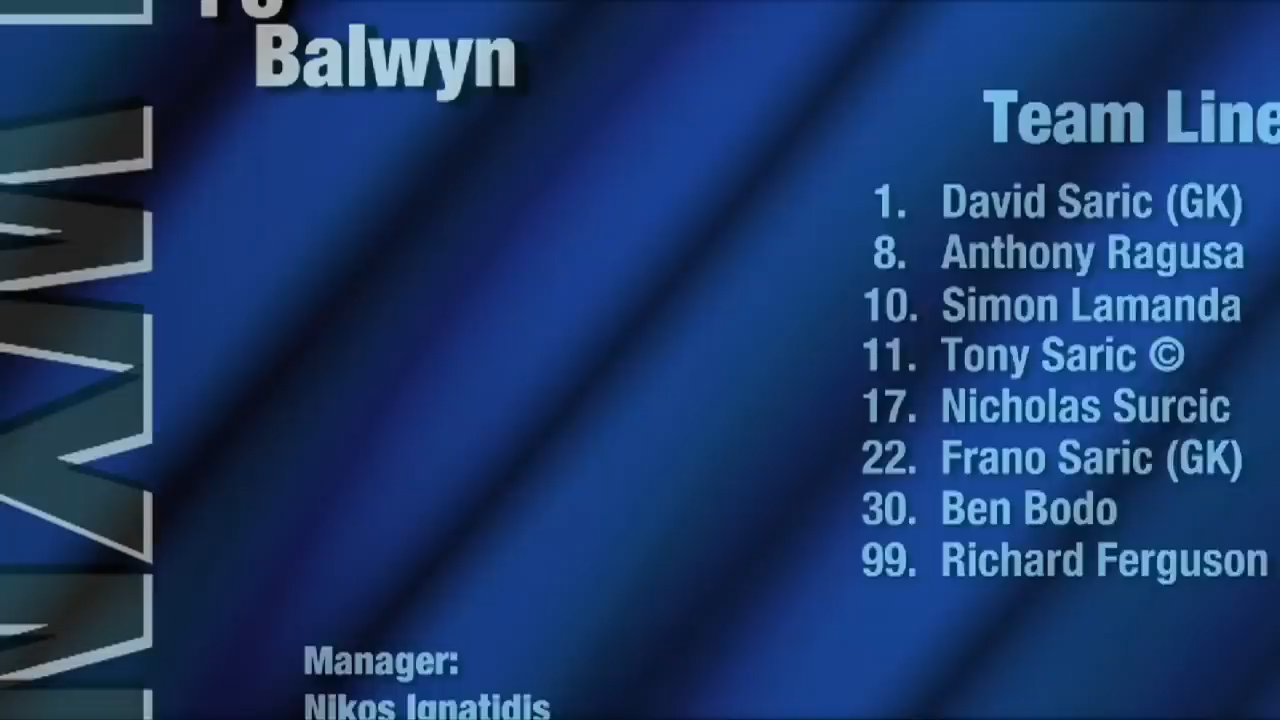 Balwyn
Team Line
1. David Saric (GK)
8. Anthony Ragusa
10. Simon Lamanda
11. Tony Saric ©
17. Nicholas Surcic
22. Frano Saric (GK)
30. Ben Bodo
99. Richard Ferguson
Manager:
Nikos Ignatidis